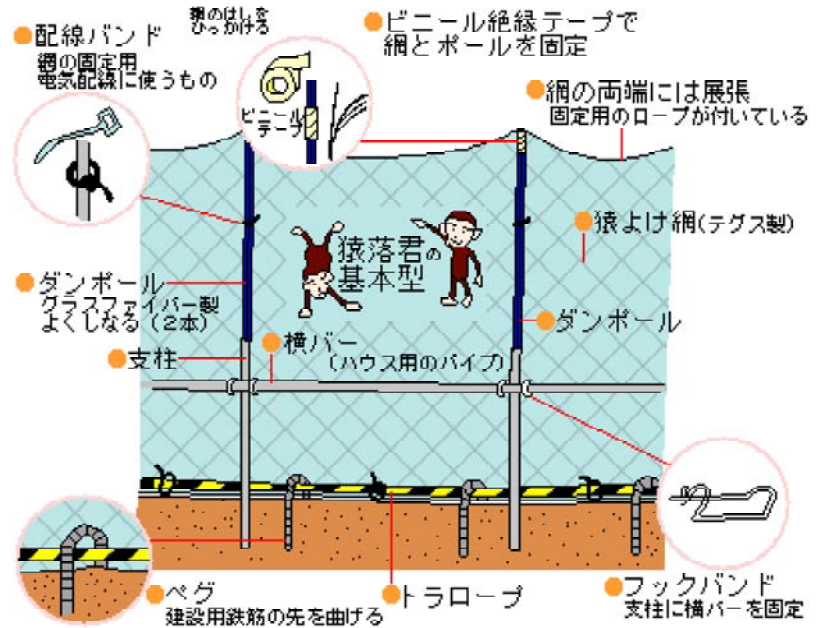 配線バンド
網の固定用
電気配線に使うもの
網のはしを
ひっかける
ビニール絶縁テープで
網とポールを固定
ビニール
テープ
網の両端には展張
固定用のロープが付いている
猿よけ網(テグス製)
猿落君の
基本型
ダンポール
グラスファイバー製
よくしなる(2本)
ダンポール
支柱
横バー
(ハウス用のパイプ)
ペグ
建設用鉄筋の先を曲げる
トラロープ
フックバンド
支柱に横バーを固定